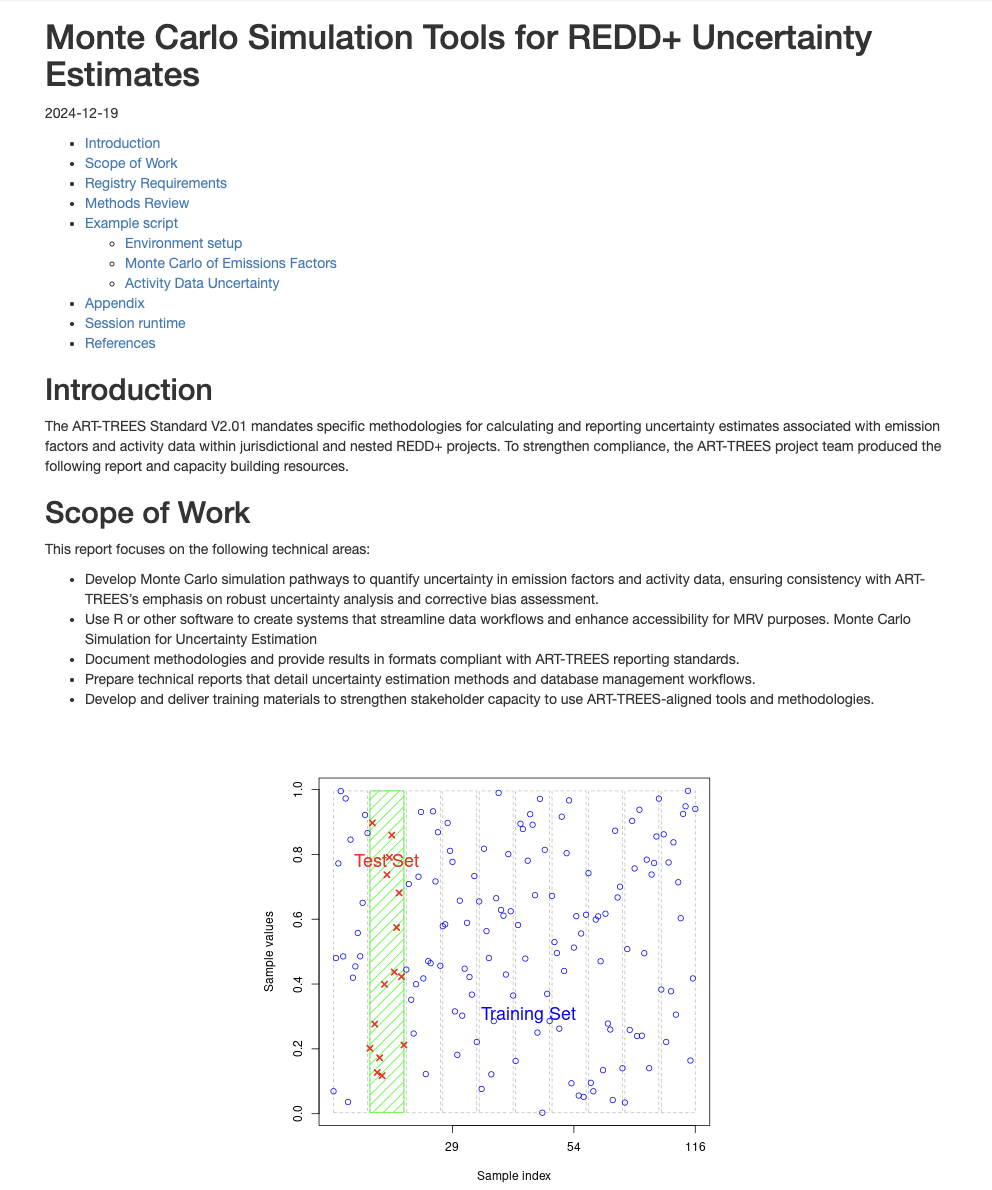 Monte Carlo Simulation Tools for REDD+ Uncertainty
Estimates
2024-12-19
Introduction
Scope of Work
Registry Requirements
Methods Review
Example script
Environment setup
Monte Carlo of Emissions Factors
Activity Data Uncertainty
Appendix
Session runtime
References
Introduction
The ART-TREES Standard V2.01 mandates specific methodologies for calculating and reporting uncertainty estimates associated with emission
factors and activity data within jurisdictional and nested REDD+ projects. To strengthen compliance, the ART-TREES project team produced the
following report and capacity building resources.
Scope of Work
This report focuses on the following technical areas:
Develop Monte Carlo simulation pathways to quantify uncertainty in emission factors and activity data, ensuring consistency with ART-
TREES's emphasis on robust uncertainty analysis and corrective bias assessment.
Use R or other software to create systems that streamline data workflows and enhance accessibility for MRV purposes. Monte Carlo
Simulation for Uncertainty Estimation
Document methodologies and provide results in formats compliant with ART-TREES reporting standards.
Prepare technical reports that detail uncertainty estimation methods and database management workflows.
Develop and deliver training materials to strengthen stakeholder capacity to use ART-TREES-aligned tools and methodologies.
1.0
0.8
Test Set
0.6
Sample values
0.4
Training Set
0.2
0.0
29 54 116
Sample index